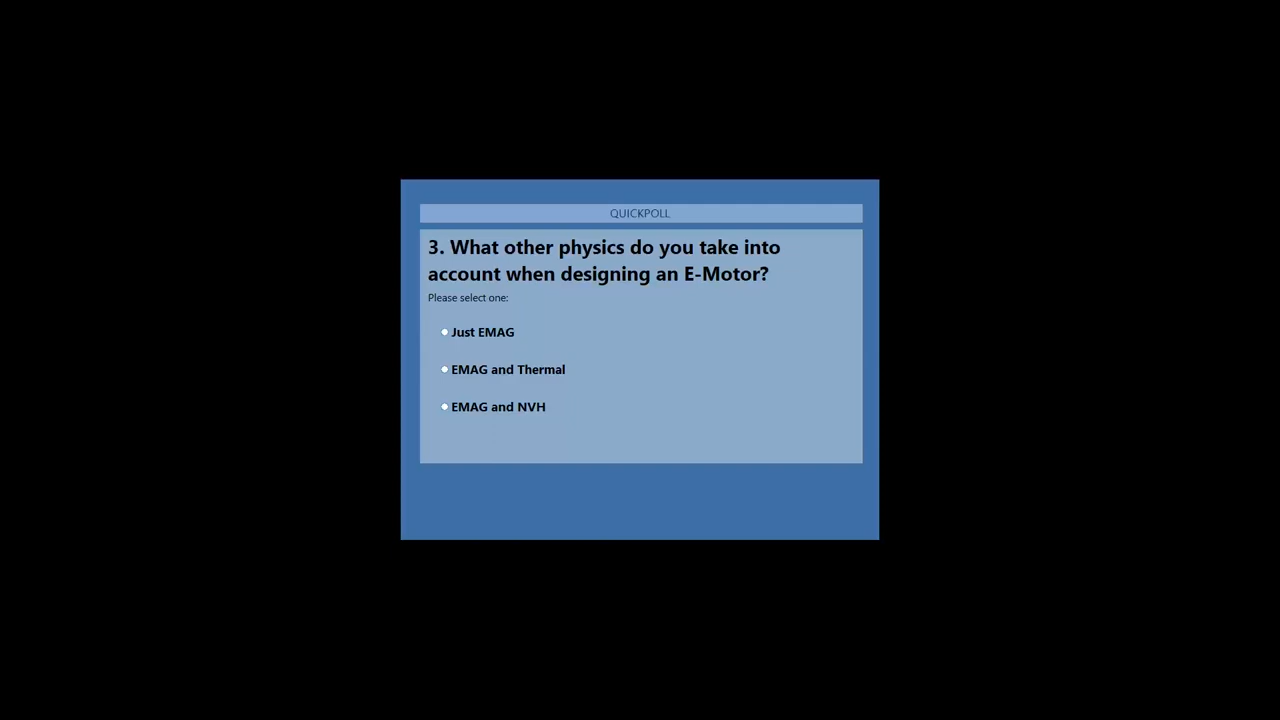 QUICKPOLL
3. What other physics do you take into
account when designing an E-Motor?
Please select one:
Just EMAG
EMAG and Thermal
EMAG and NVH